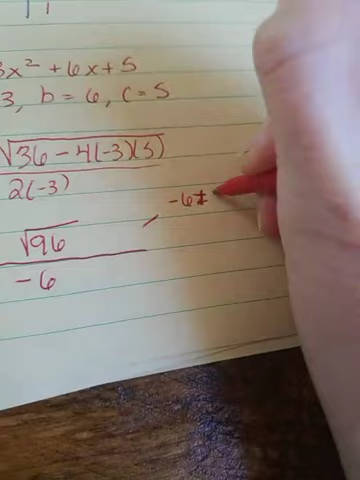 3x² + 6x + 5
3, b = 6, c = 5
√36 - 4(-3)(5)
2(-3)
-6±
√96
-6